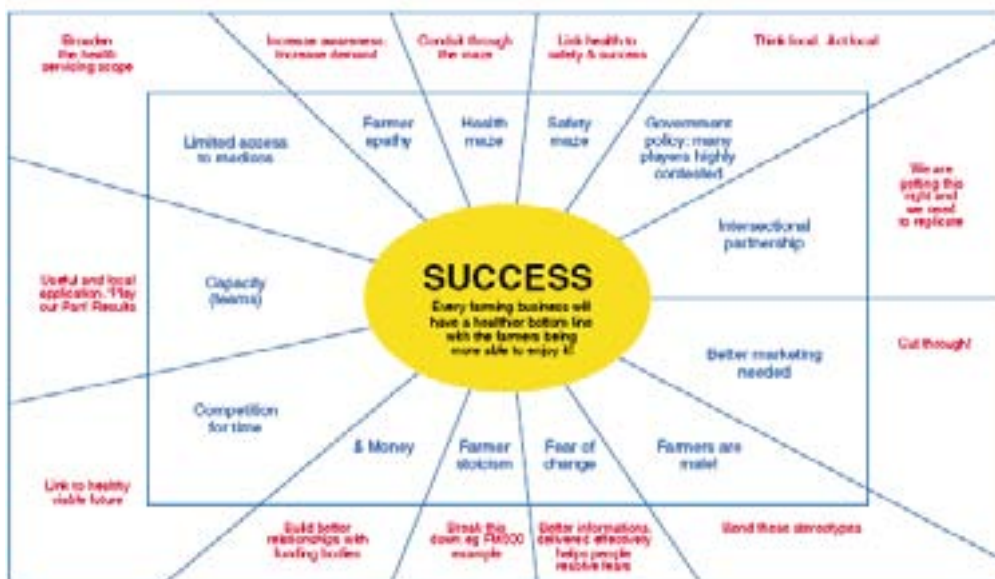 Broaden
the health
servicing scope
Increase awareness.
Increase demand
Conduit through
the maze
Link health to
safety & success
Think local. Act local
Limited access
to medicos
Farmer
apathy
Health
maze
Safety
maze
Government
policy: many
players highly
contested
We are
getting this
right and
we need
to replicate
Intersectional
partnership
Useful and local
application. "Play
our Part' Results
Capacity
(teams)
SUCCESS
Every farming business will
have a healthier bottom line
with the farmers being
more able to enjoy it!
Better marketing
needed
Cut through!
Competition
for time
& Money
Farmer
stoicism
Fear of
change
Farmers are
male!
Link to healthy
viable future
Build better
relationships with
funding bodies
Break this
down eg
example
Better informations
delivered effectively
helps people
resolve fears
these stereotypes